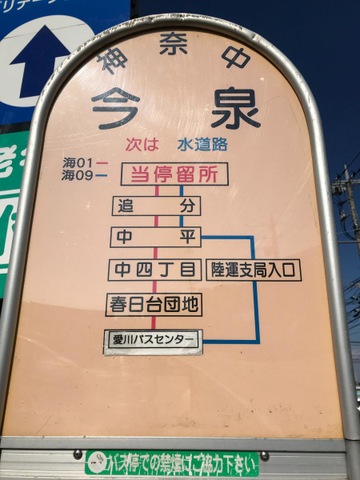 神奈中
今泉
次は 水道路
海01
海09
当停留所
追分
中平
中四丁目 陸運支局入口
春日台団地
愛川バスセンター
バス停での禁煙にご協力下さい